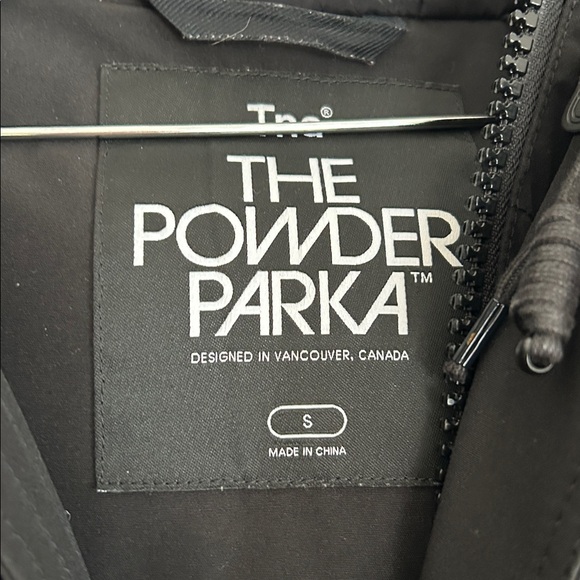 Tna®
THE
POWDER
PARKA™
DESIGNED IN VANCOUVER, CANADA
S
MADE IN CHINA